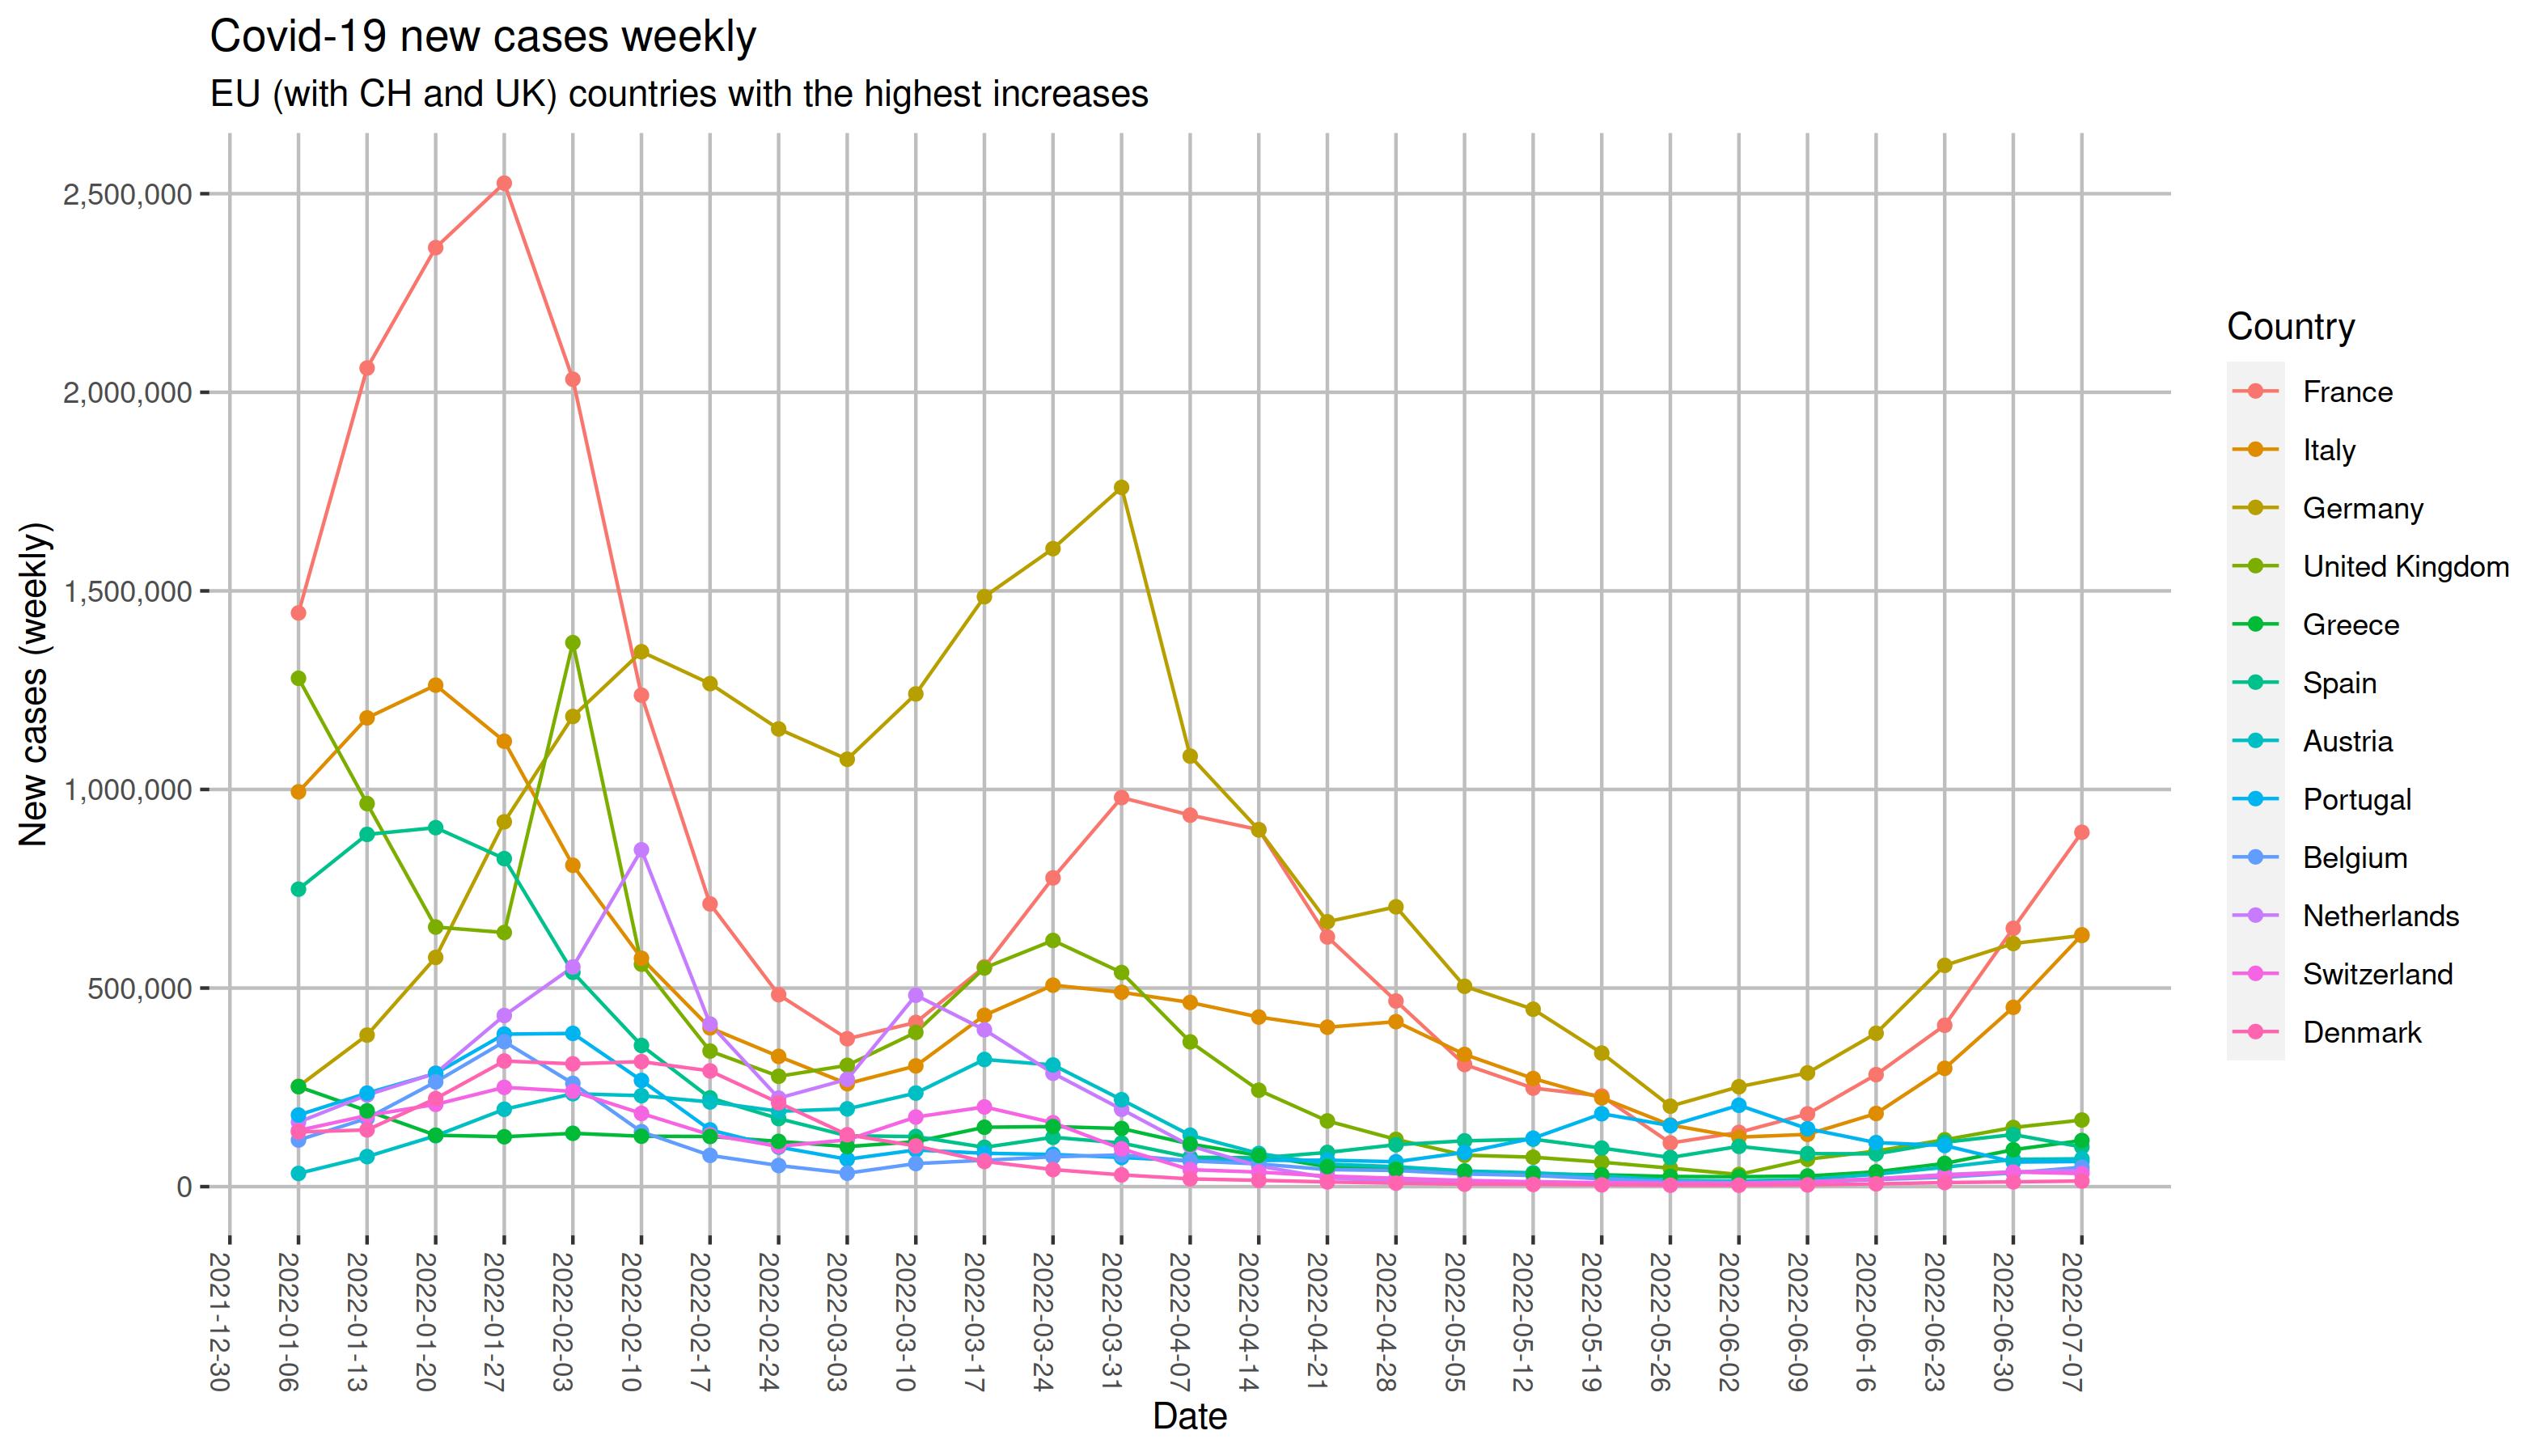 Covid-19 new cases weekly
EU (with CH and UK) countries with the highest increases
New cases (weekly)
2,500,000
2,000,000
1,500,000
1,000,000
500,000
0
2021-12-30
2022-01-06
2022-01-13
2022-01-20
2022-01-27
2022-02-03
2022-02-10
2022-02-17
2022-02-24
2022-03-03
2022-03-10
2022-03-17
2022-03-24
2022-03-31
2022-04-07
2022-04-14
2022-04-21
2022-04-28
2022-05-05
2022-05-12
2022-05-19
2022-05-26
2022-06-02
2022-06-09
2022-06-16
2022-06-23
2022-06-30
2022-07-07
Date
Country
France
Italy
Germany
United Kingdom
Greece
Spain
Austria
Portugal
Belgium
Netherlands
Switzerland
Denmark